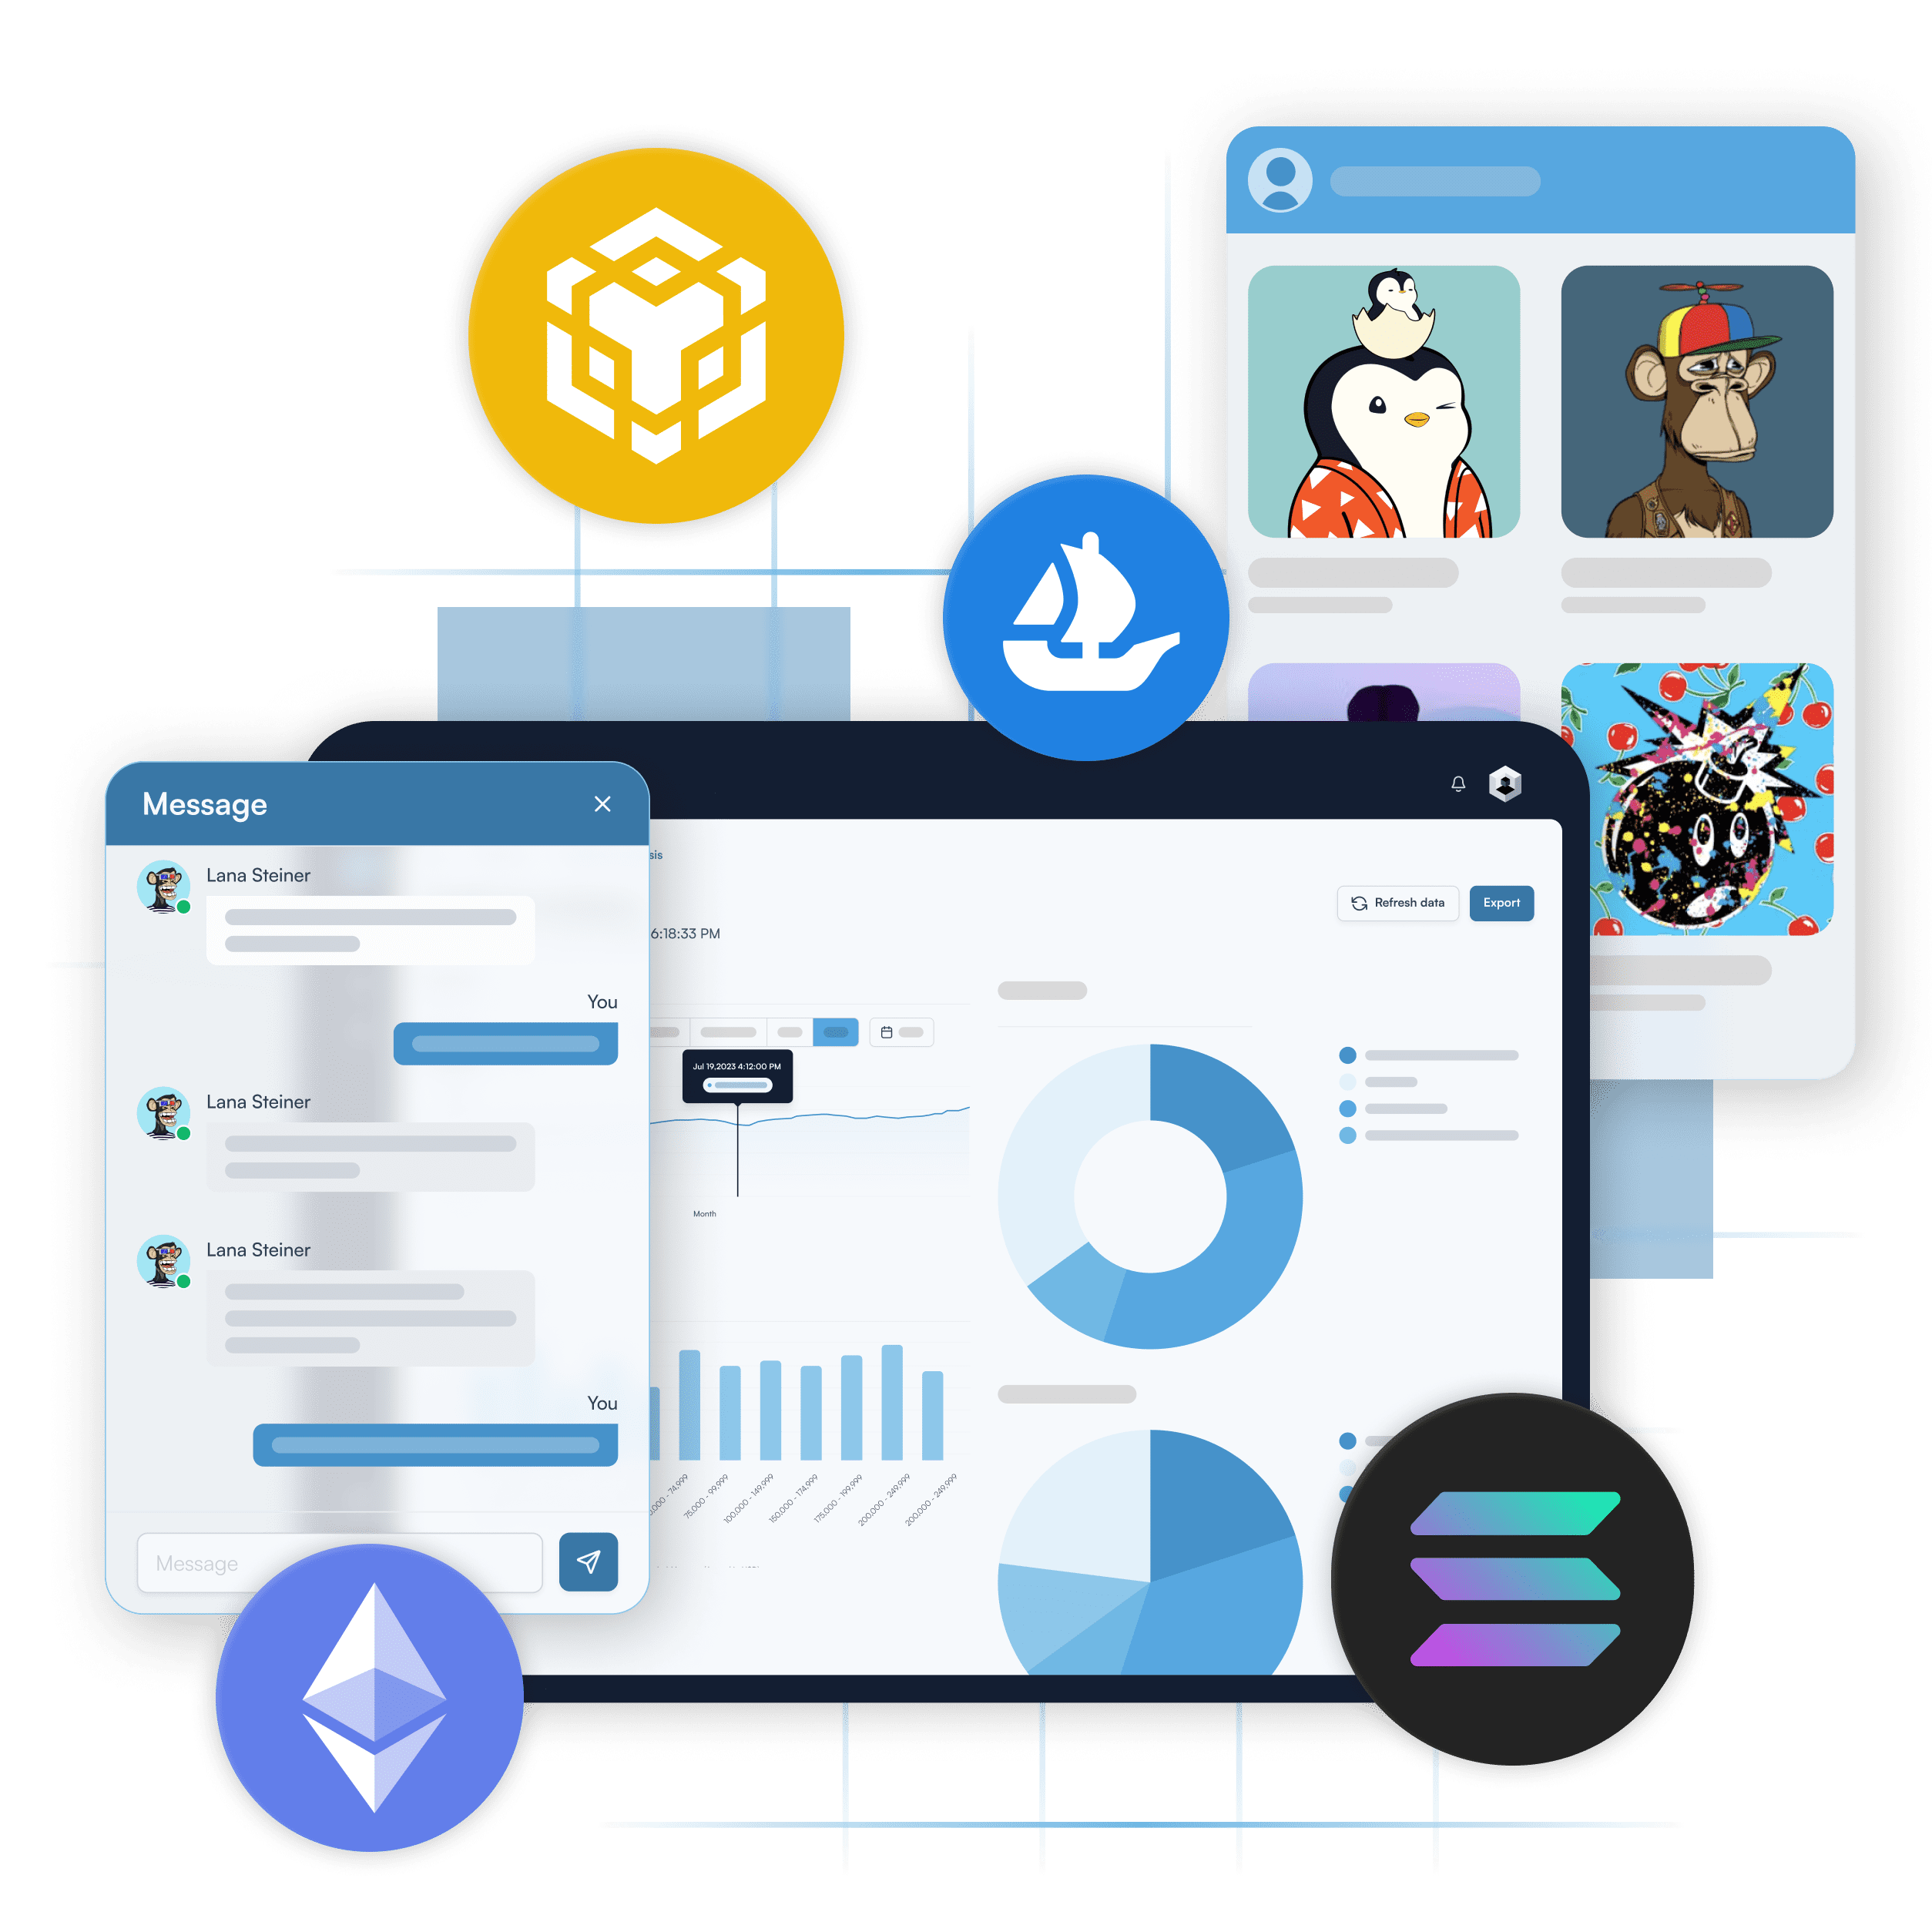 Message
Lana Steiner
You
Lana Steiner
Lana Steiner
You
Message
sis
6:18:33 PM
Refresh data
Export
Jul 19,2023 4:12:00 PM
Month
,000 - 74,999
75,000 - 99,999
100,000 - 149,999
150,000 - 174,999
175,000 - 199,999
200,000 - 249,999
200,000 - 249,999